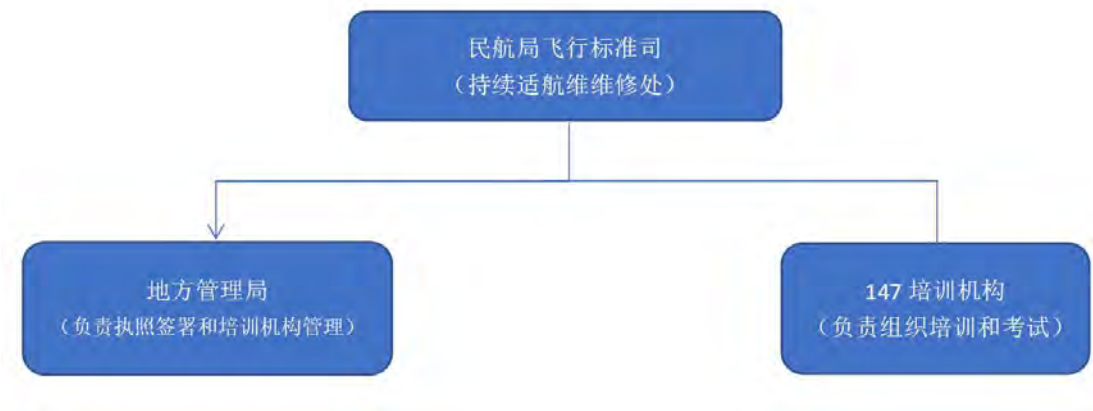 民航局飞行标准司
（持续适航维维修处）
地方管理局
（负责执照签署和培训机构管理）
147 培训机构
（负责组织培训和考试）